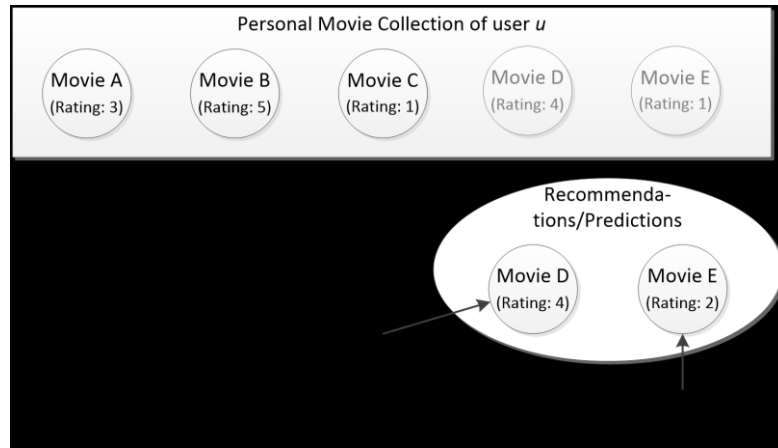 Personal Movie Collection of user u
Movie A
(Rating: 3)
Movie B
(Rating: 5)
Movie C
(Rating: 1)
Movie D
(Rating: 4)
Movie E
(Rating: 1)
Recommenda-
tions/Predictions
Movie D
(Rating: 4)
Movie E
(Rating: 2)